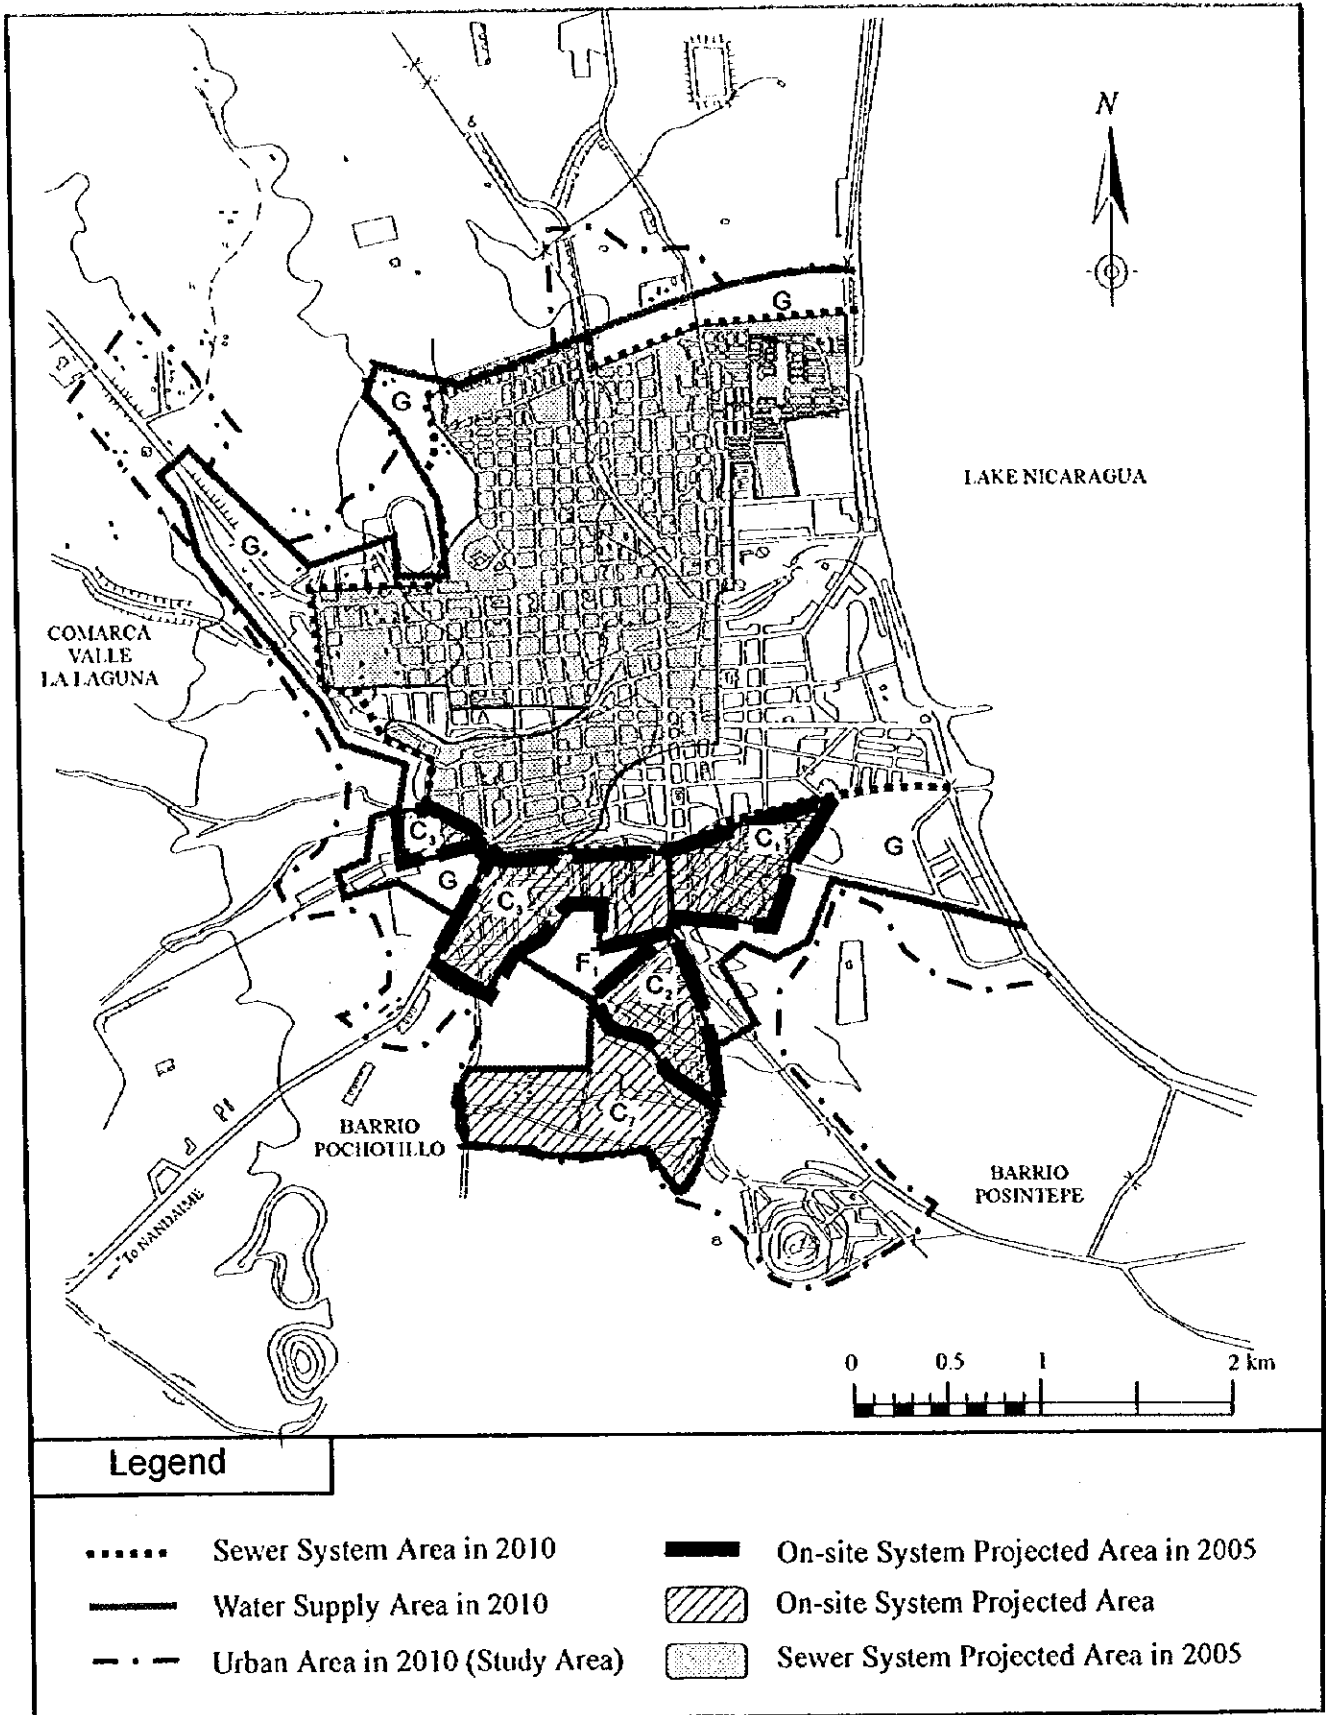 N
G
G
LAKE NICARAGUA
G
COMARCA
VALLE
LA LAGUNA
C3
C1
G
G
C3
F1
C2
C7
BARRIO
POCHOTILLO
BARRIO
POSINTEPE
To NANDAIME
0 0.5 1 2 km
Legend
Sewer System Area in 2010
On-site System Projected Area in 2005
Water Supply Area in 2010
On-site System Projected Area
Urban Area in 2010 (Study Area)
Sewer System Projected Area in 2005